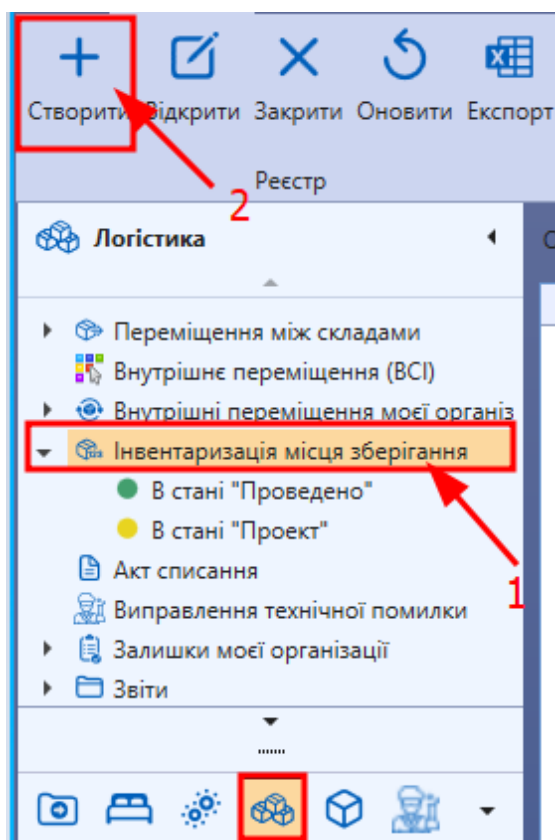 Створити Відкрити Закрити Оновити Експорт
Реєстр
2
Логістика
Переміщення між складами
Внутрішнє переміщення (ВСІ)
Внутрішні переміщення моєї організ
Інвентаризація місця зберігання
В стані "Проведено"
В стані "Проект"
Акт списання
1
Виправлення технічної помилки
Залишки моєї організації
Звіти